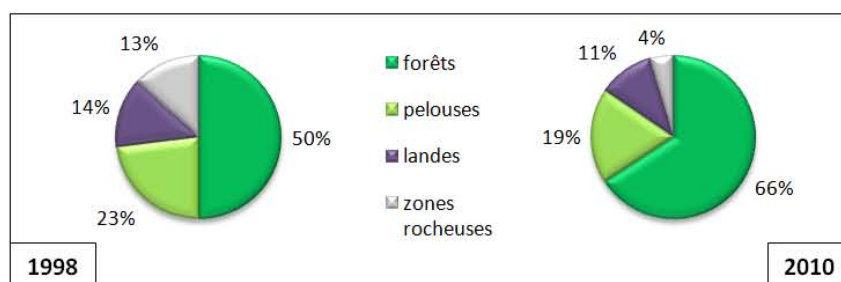 13%
14%
23%
50%
1998
forêts
pelouses
landes
zones
rocheuses
4%
11%
19%
66%
2010